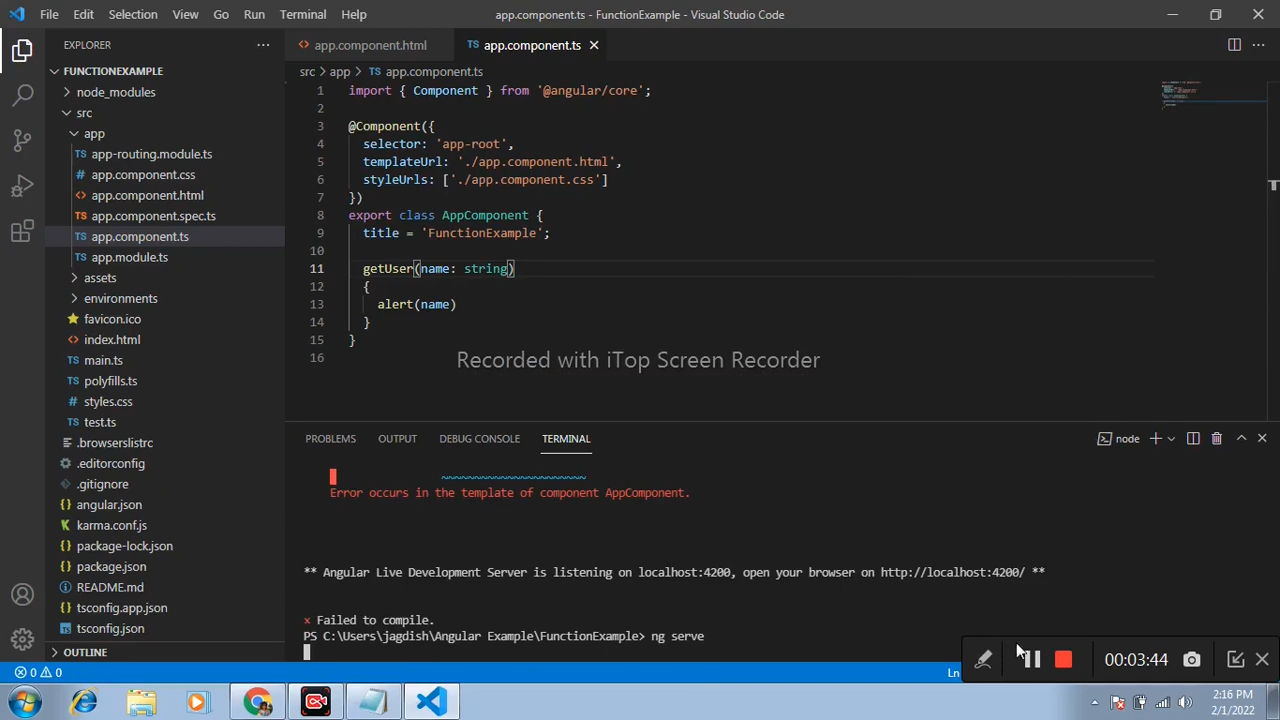 File Edit Selection View Go Run Terminal Help
app.component.ts - FunctionExample - Visual Studio Code
EXPLORER
FUNCTIONEXAMPLE
node_modules
src
app
app-routing.module.ts
app.component.css
app.component.html
app.component.spec.ts
app.component.ts
app.module.ts
assets
environments
favicon.ico
index.html
main.ts
polyfills.ts
styles.css
test.ts
.browserslistrc
.editorconfig
.gitignore
angular.json
karma.conf.js
package-lock.json
package.json
README.md
tsconfig.app.json
tsconfig.json
OUTLINE
app.component.html
TS app.component.ts
src > app > TS app.component.ts
1 import { Component } from '@angular/core';
2
3 @Component({
4 selector: 'app-root',
5 templateUrl: './app.component.html',
6 styleUrls: ['./app.component.css']
7 })
8 export class AppComponent {
9 title = 'FunctionExample';
10
11 getUser(name: string)
12 {
13 alert(name)
14 }
15 }
16
Recorded with iTop Screen Recorder
PROBLEMS OUTPUT DEBUG CONSOLE TERMINAL
node
~~~~~~~~~~~~~~~~~~~~~~
Error occurs in the template of component AppComponent.
** Angular Live Development Server is listening on localhost:4200, open your browser on http://localhost:4200/ **
× Failed to compile.
PS C:\Users\jagdish\Angular Example\FunctionExample> ng serve
00:03:44
0 0
Ln
2:16 PM
2/1/2022